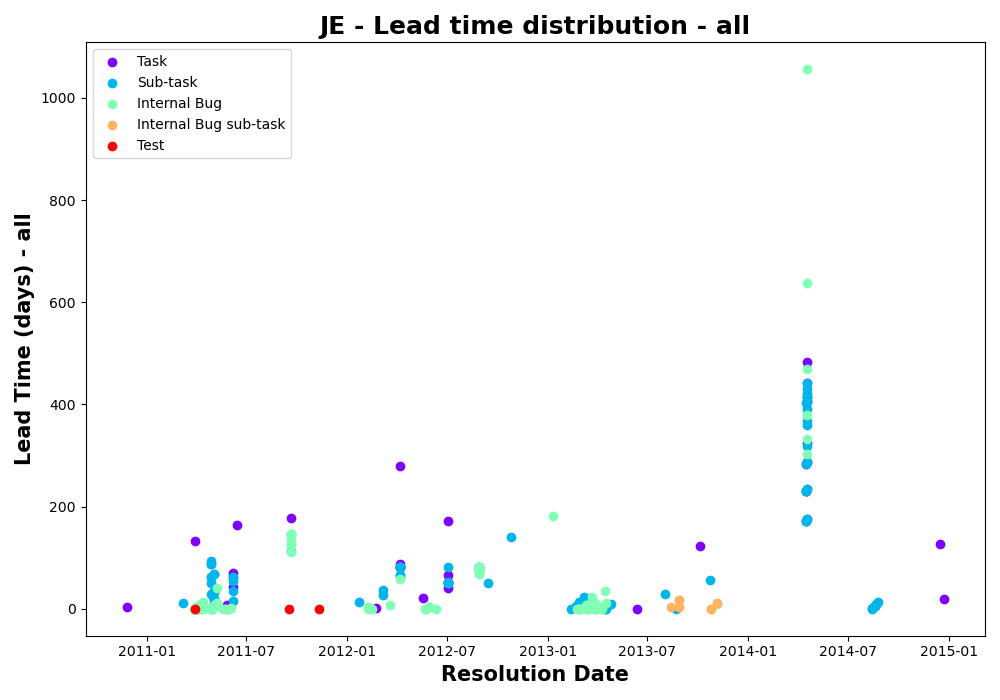 JE - Lead time distribution - all
Task
Sub-task
Internal Bug
Internal Bug sub-task
Test
Lead Time (days) - all
1000
800
600
400
200
0
2011-01 2011-07 2012-01 2012-07 2013-01 2013-07 2014-01 2014-07 2015-01
Resolution Date